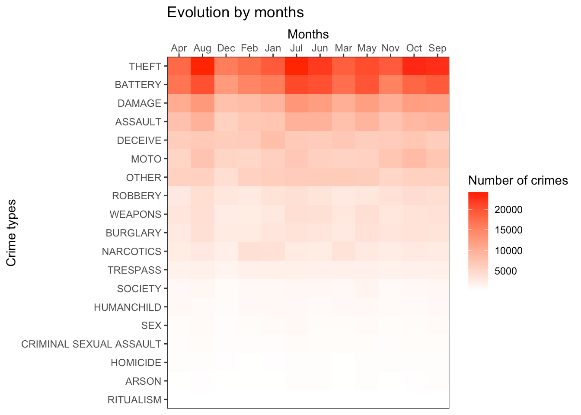 Evolution by months
Months
Apr Aug Dec Feb Jan Jul Jun Mar May Nov Oct Sep
THEFT
BATTERY
DAMAGE
ASSAULT
DECEIVE
MOTO
OTHER
ROBBERY
WEAPONS
BURGLARY
NARCOTICS
TRESPASS
SOCIETY
HUMANCHILD
SEX
CRIMINAL SEXUAL ASSAULT
HOMICIDE
ARSON
RITUALISM
Crime types
Number of crimes
20000
15000
10000
5000